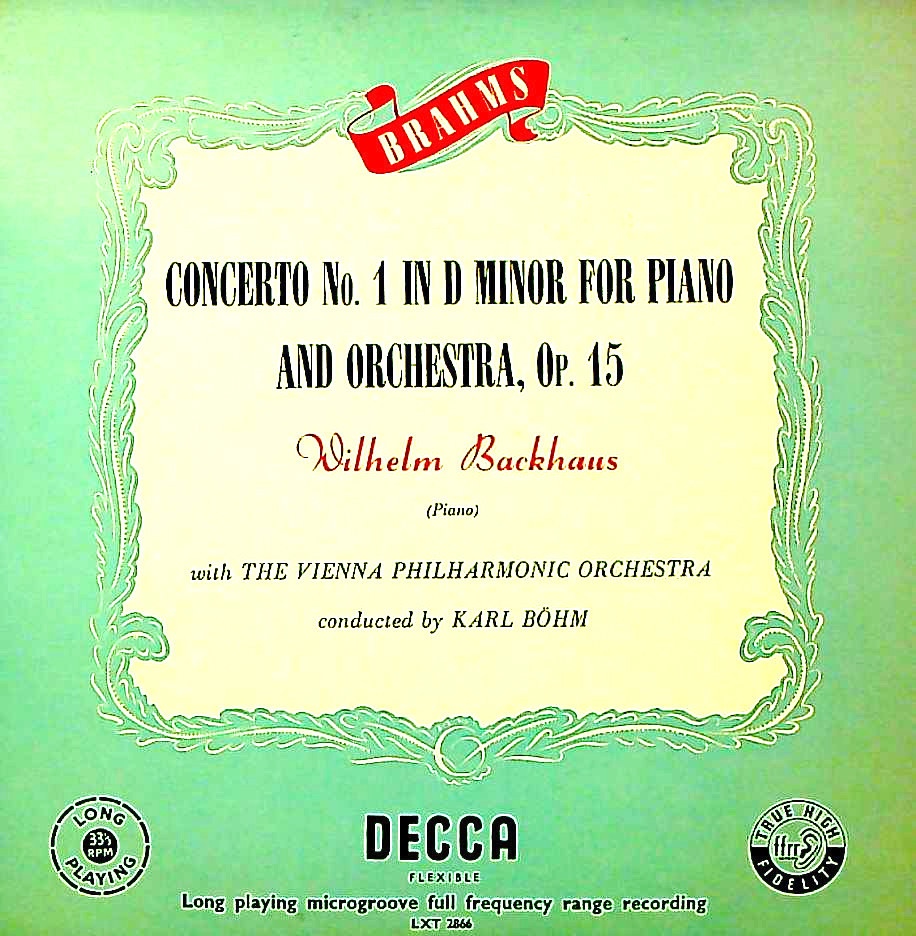 BRAHMS
CONCERTO No. 1 IN D MINOR FOR PIANO
AND ORCHESTRA, Op. 15
Wilhelm Backhaus
(Piano)
with THE VIENNA PHILHARMONIC ORCHESTRA
conducted by KARL BÖHM
LONG
33⅓
RPM
PLAYING
DECCA
FLEXIBLE
TRUE HIGH
ffrr
FIDELITY
Long playing microgroove full frequency range recording
LXT 2866